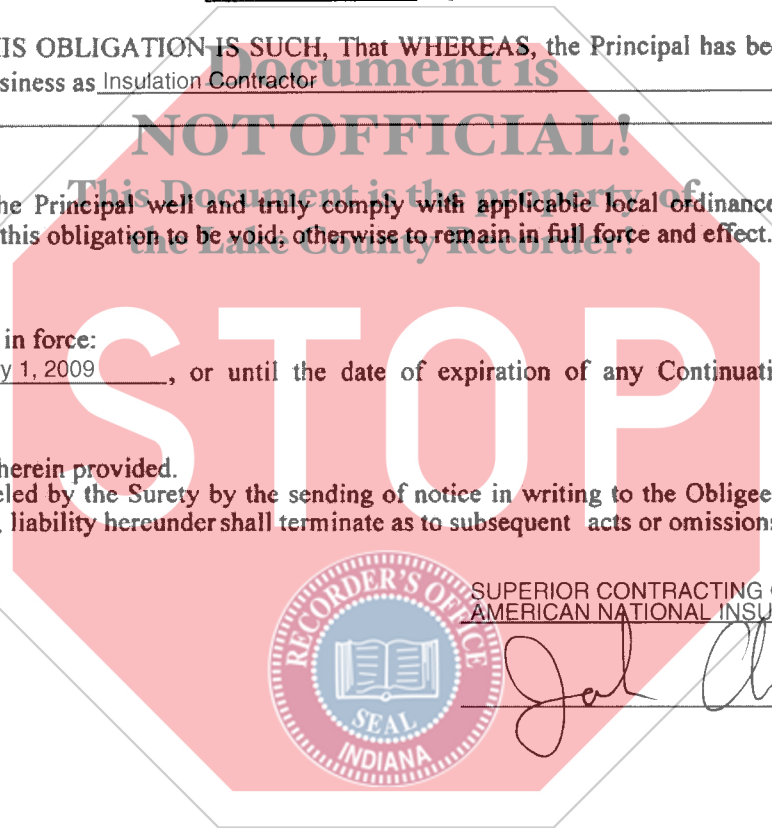 HIS OBLIGATION IS SUCH, That WHEREAS, the Principal has be
Document is
siness as Insulation Contractor
NOT OFFICIAL!
This Document is the property of
he Principal well and truly comply with applicable local ordinance
this obligation to be void; otherwise to remain in full force and effect.
the Lake County Recorder!
STOP
in force:
y 1, 2009, or until the date of expiration of any Continuati
herein provided.
eled by the Surety by the sending of notice in writing to the Obligee
liability hereunder shall terminate as to subsequent acts or omissions
SUPERIOR CONTRACTING
AMERICAN NATIONAL INSU
RECORDER'S OFFICE
SEAL
INDIANA